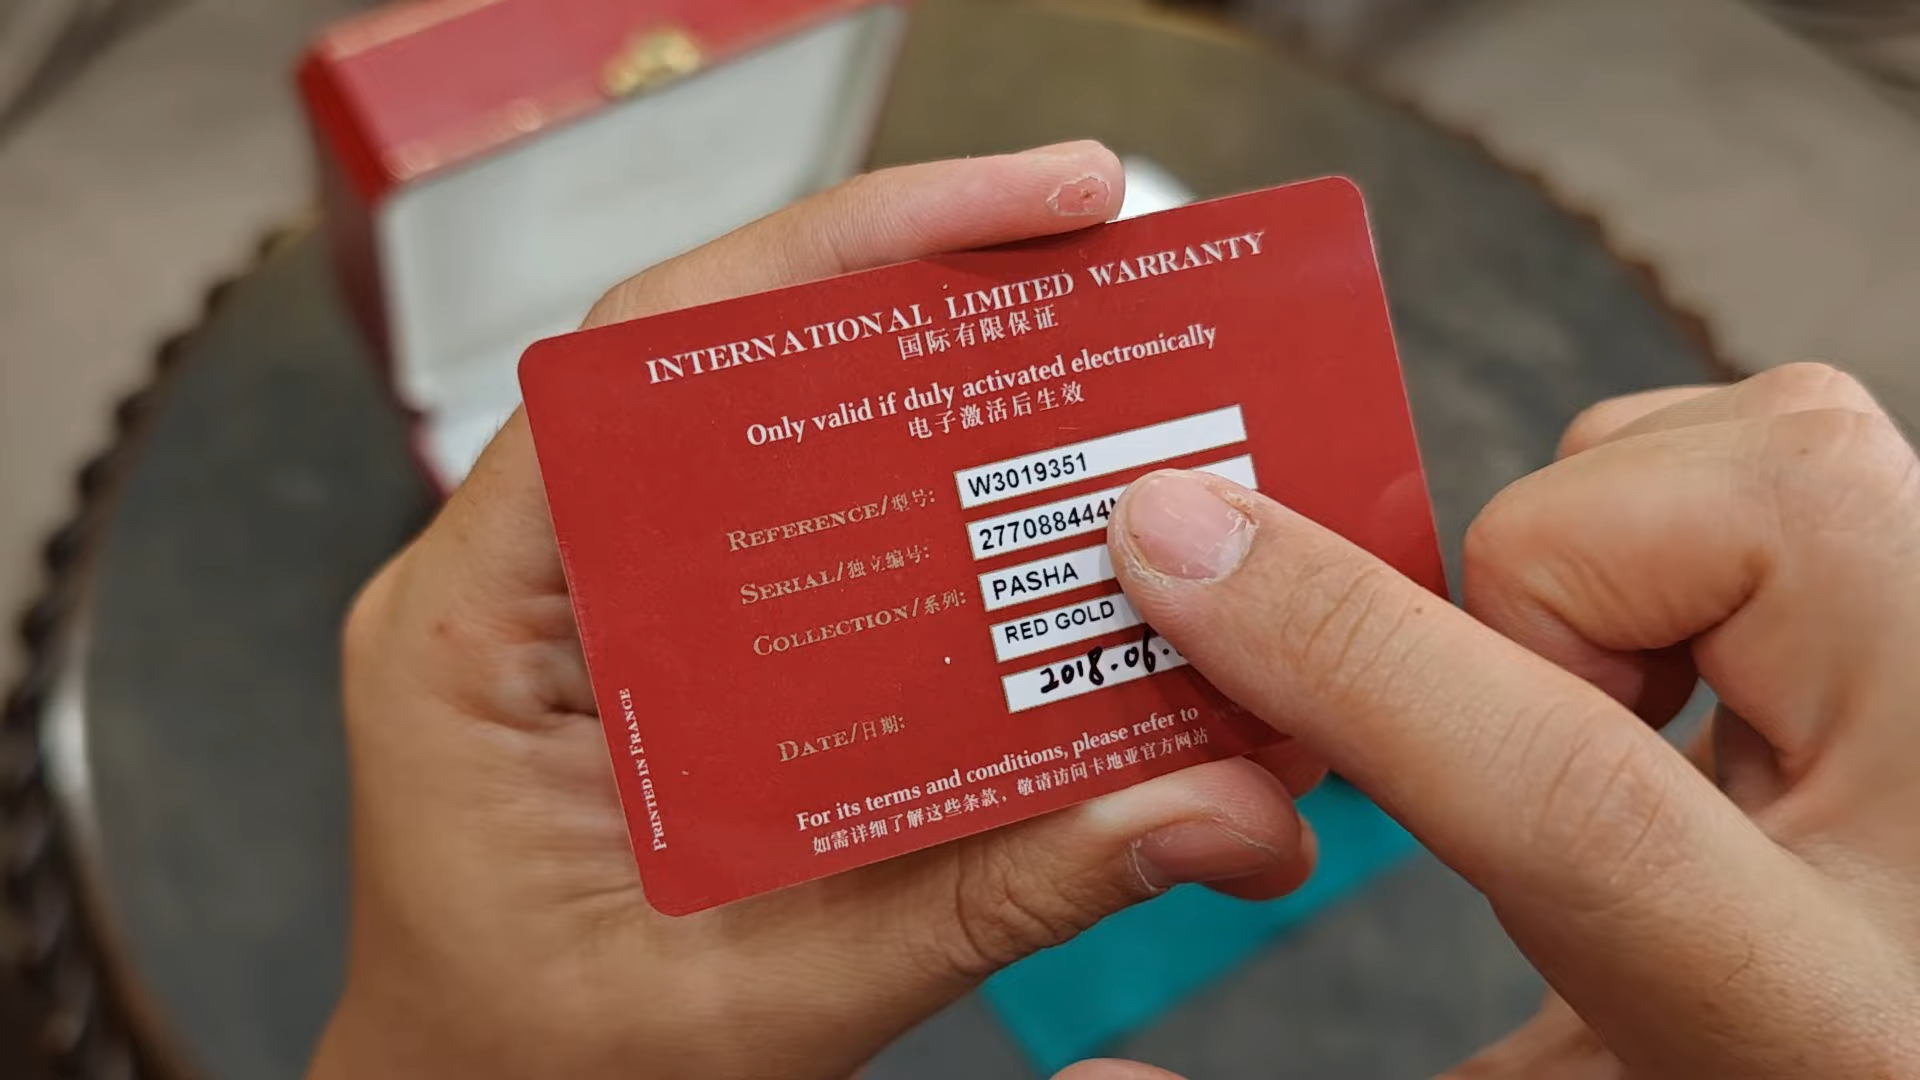 INTERNATIONAL LIMITED WARRANTY
国际有限保证
Only valid if duly activated electronically
电子激活后生效
REFERENCE/型号: W3019351
SERIAL/独立编号: 277088444
COLLECTION/系列: PASHA
RED GOLD
DATE/日期: 2018.06.
For its terms and conditions, please refer to
如需详细了解这些条款，敬请访问卡地亚官方网站
PRINTED IN FRANCE